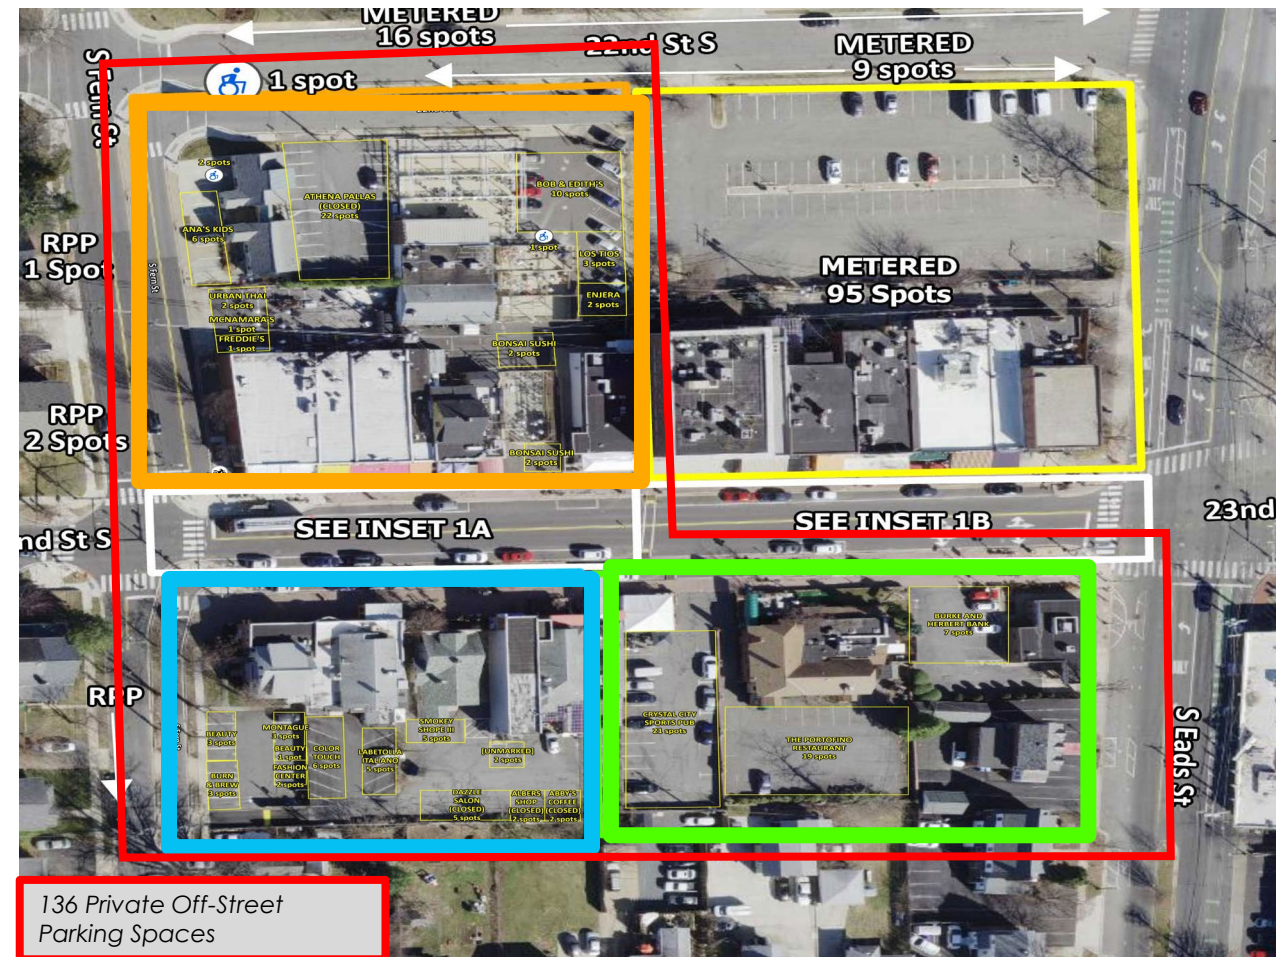 METERED
16 spots
22nd St S
METERED
9 spots
S Fern St
1 spot
2 spots
ATHENA PALLAS
(CLOSED)
22 spots
BOB & EDITH'S
10 spots
ANA'S KIDS
6 spots
1 spot
LOS TIOS
3 spots
RPP
1 Spot
S Fern St
METERED
95 Spots
URBAN THAI
2 spots
ENJERA
2 spots
MCNAMARA'S
1 spot
FREDDIE'S
1 spot
BONSAI SUSHI
2 spots
RPP
2 Spots
BONSAI SUSHI
2 spots
SEE INSET 1A
SEE INSET 1B
23nd
nd St S
BURKE AND
HERBERT BANK
7 spots
RPP
CRYSTAL CITY
SPORTS PUB
21 spots
THE PORTOFINO
RESTAURANT
19 spots
S Eads St
BEAUTY
3 spots
MONTAGUE
3 spots
BEAUTY
1 spot
FASHION
CENTER
2 spots
COLOR
TOUCH
6 spots
LABETOLLA
ITALIANO
5 spots
SMOKEY
SHOPE III
5 spots
(UNMARKED)
2 spots
BURN
& BREW
3 spots
DAZZLE
SALON
(CLOSED)
5 spots
ALBERS
SHOP
(CLOSED)
2 spots
ABBY'S
COFFEE
(CLOSED)
2 spots
136 Private Off-Street
Parking Spaces